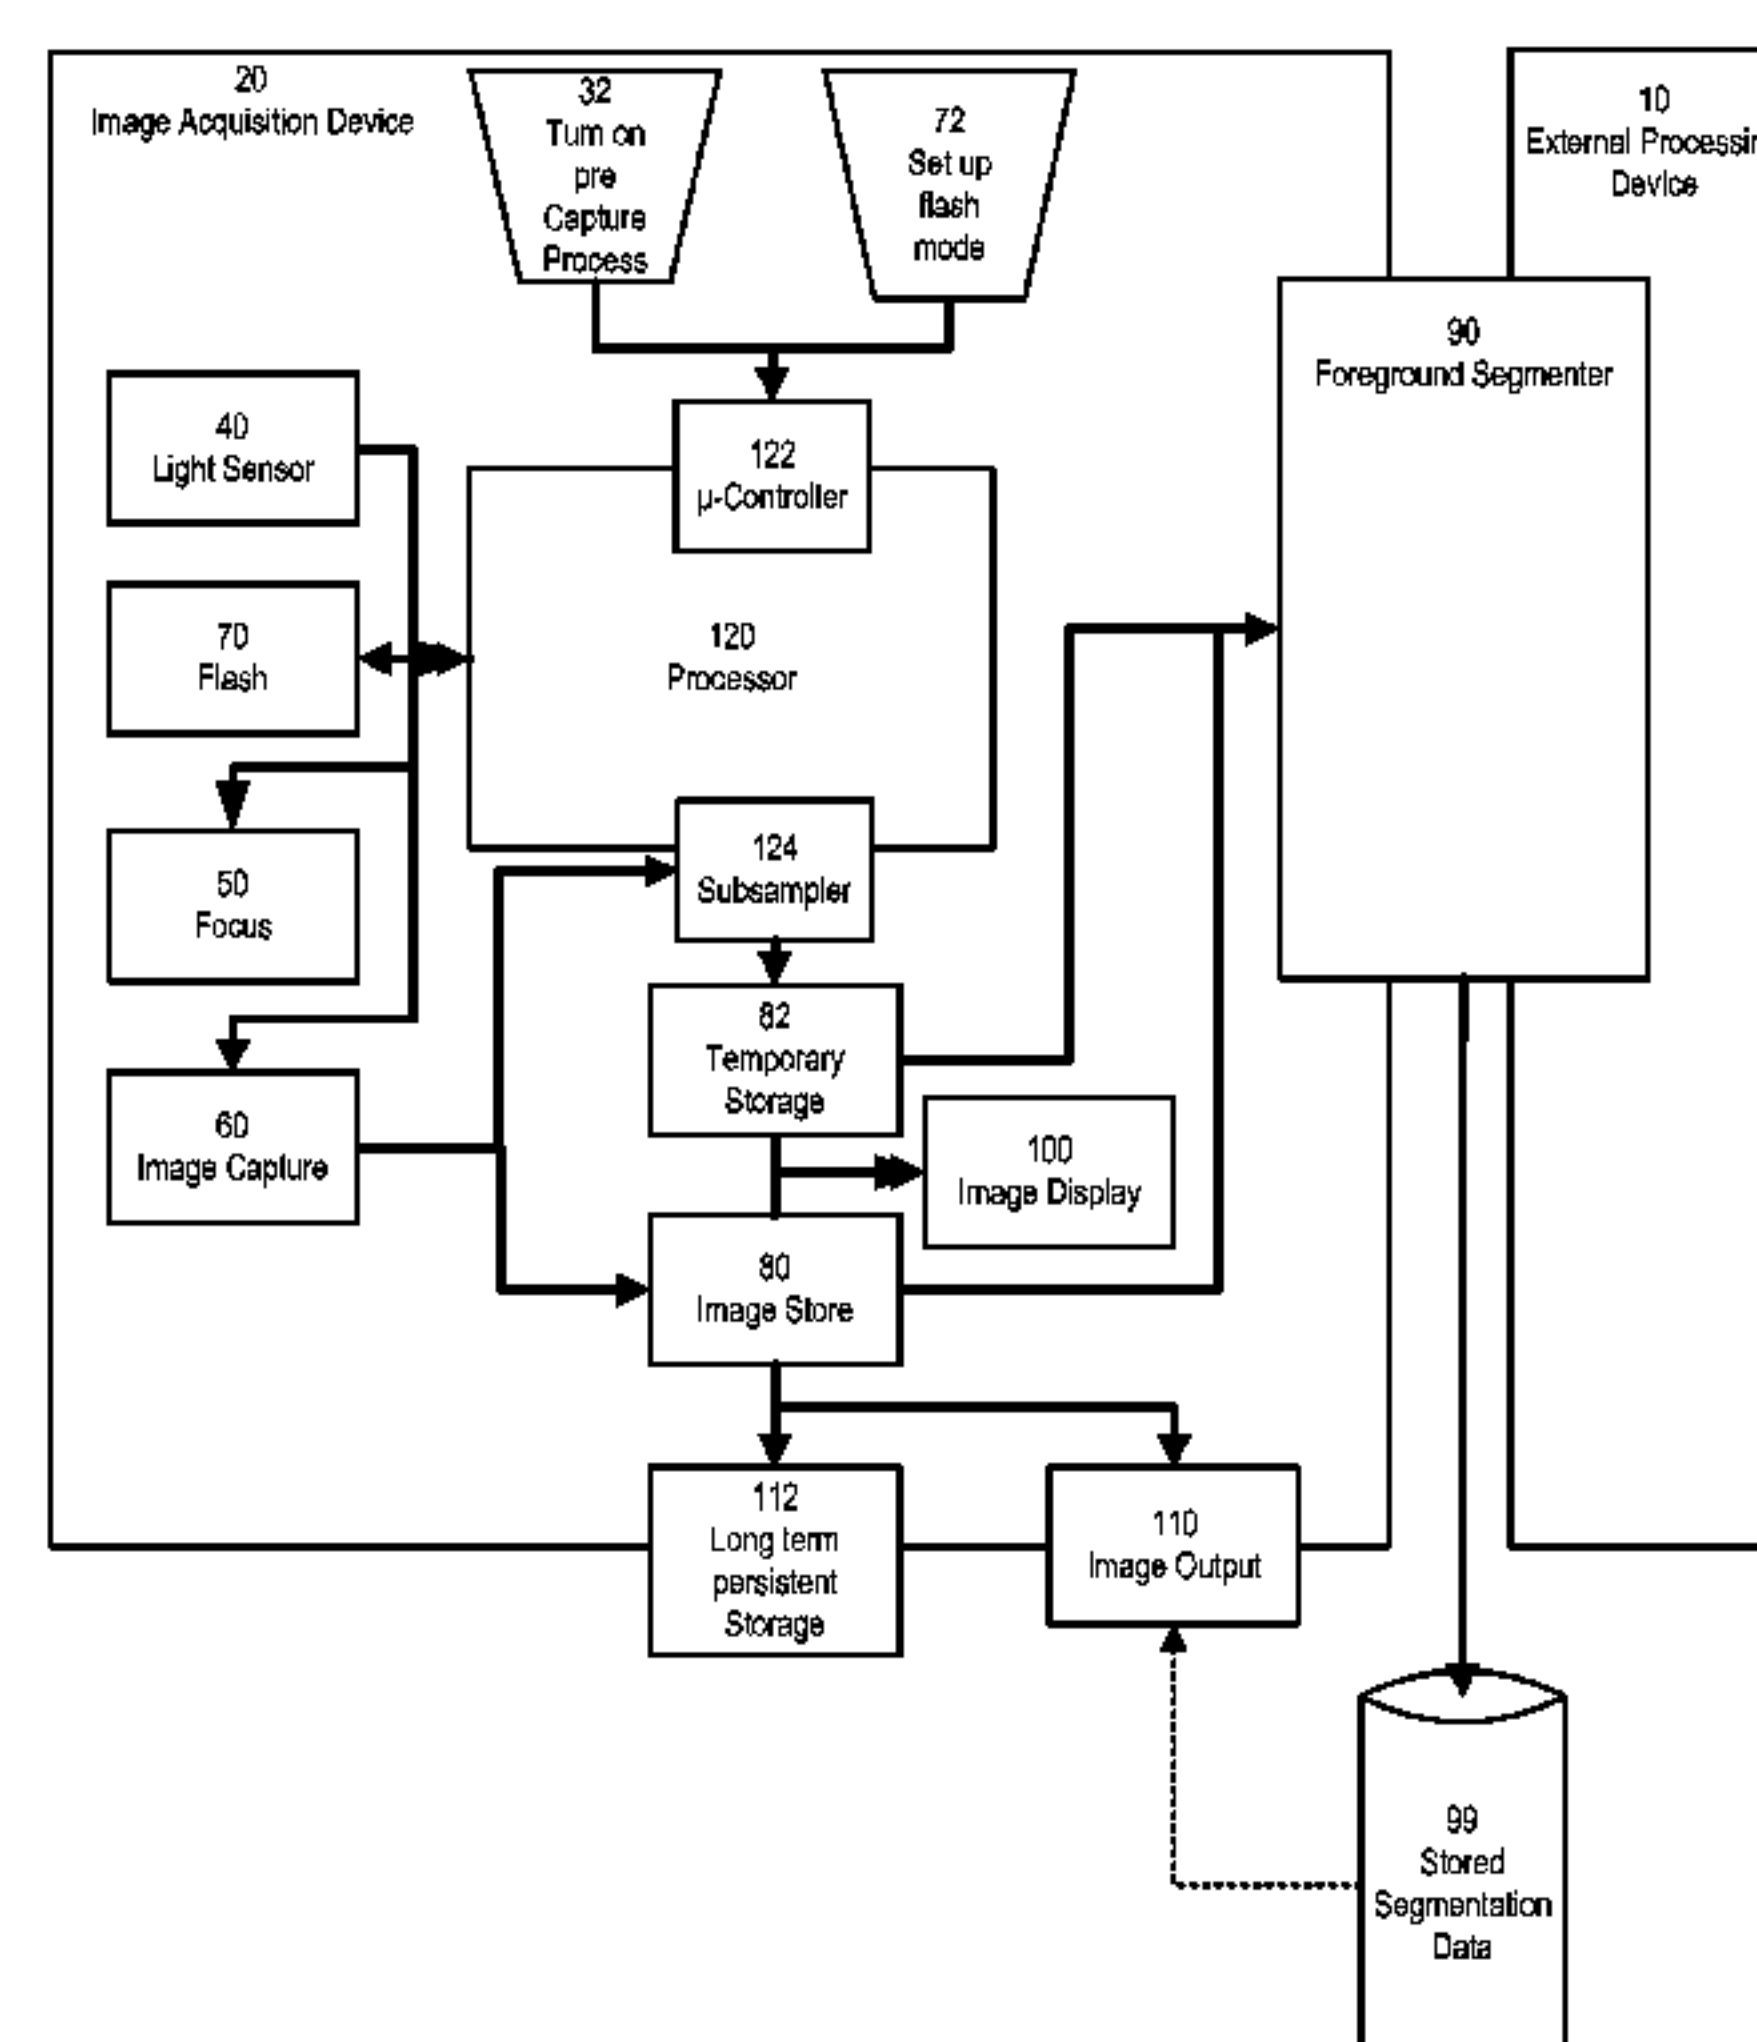 20
Image Acquisition Device
32
Turn on
pre
Capture
Process
72
Set up
flash
mode
10
External
Device
90
Foreground Segmenter
40
Light Sensor
122
µ-Controller
70
Flash
120
Processor
50
Focus
124
Subsampler
82
Temporary
Storage
60
Image Capture
100
Image Display
80
Image Store
112
Long term
persistent
Storage
110
Image Output
99
Stored
Segmentation
Data